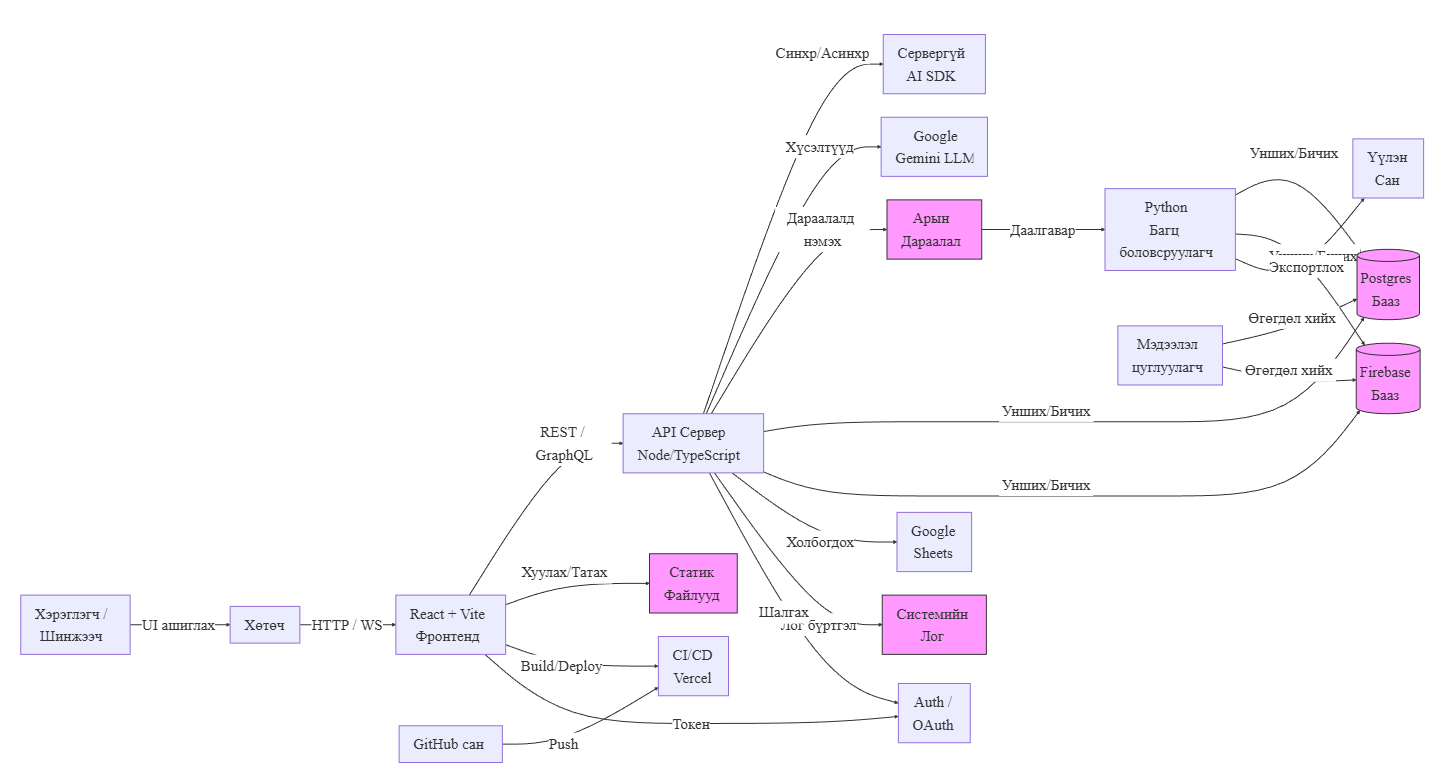 Синхр/Асинхр
Сервергүй
AI SDK
Хүсэлтүүд
Google
Gemini LLM
Дараалалд
нэмэх
Арын
Дараалал
Даалгавар
Python
Багц
боловсруулагч
Унших/Бичих
Үүлэн
Сан
Экспортлох
Postgres
Бааз
Мэдээлэл
цуглуулагч
Өгөгдөл хийх
Өгөгдөл хийх
Firebase
Бааз
REST /
GraphQL
API Сервер
Node/TypeScript
Унших/Бичих
Унших/Бичих
Холбогдох
Google
Sheets
Хэрэглэгч /
Шинжээч
UI ашиглах
Хөтөч
HTTP / WS
React + Vite
Фронтенд
Хуулах/Татах
Статик
Файлууд
Шалгах
Лог бүртгэл
Системийн
Лог
Build/Deploy
CI/CD
Vercel
Токен
Auth /
OAuth
GitHub сан
Push